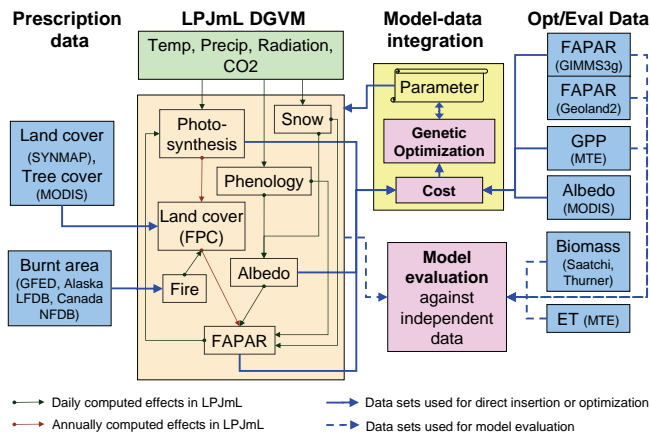 Prescription
data
LPJmL DGVM
Model-data
integration
Opt/Eval Data
Temp, Precip, Radiation,
CO2
Photo-
synthesis
Snow
Phenology
Land cover
(FPC)
Albedo
Fire
FAPAR
Land cover
(SYNMAP),
Tree cover
(MODIS)
Burnt area
(GFED, Alaska
LFDB, Canada
NFDB)
Parameter
Genetic
Optimization
Cost
Model
evaluation
against
independent
data
FAPAR
(GIMMS3g)
FAPAR
(Geoland2)
GPP
(MTE)
Albedo
(MODIS)
Biomass
(Saatchi,
Thurner)
ET (MTE)
Daily computed effects in LPJmL
Annually computed effects in LPJmL
Data sets used for direct insertion or optimization
Data sets used for model evaluation